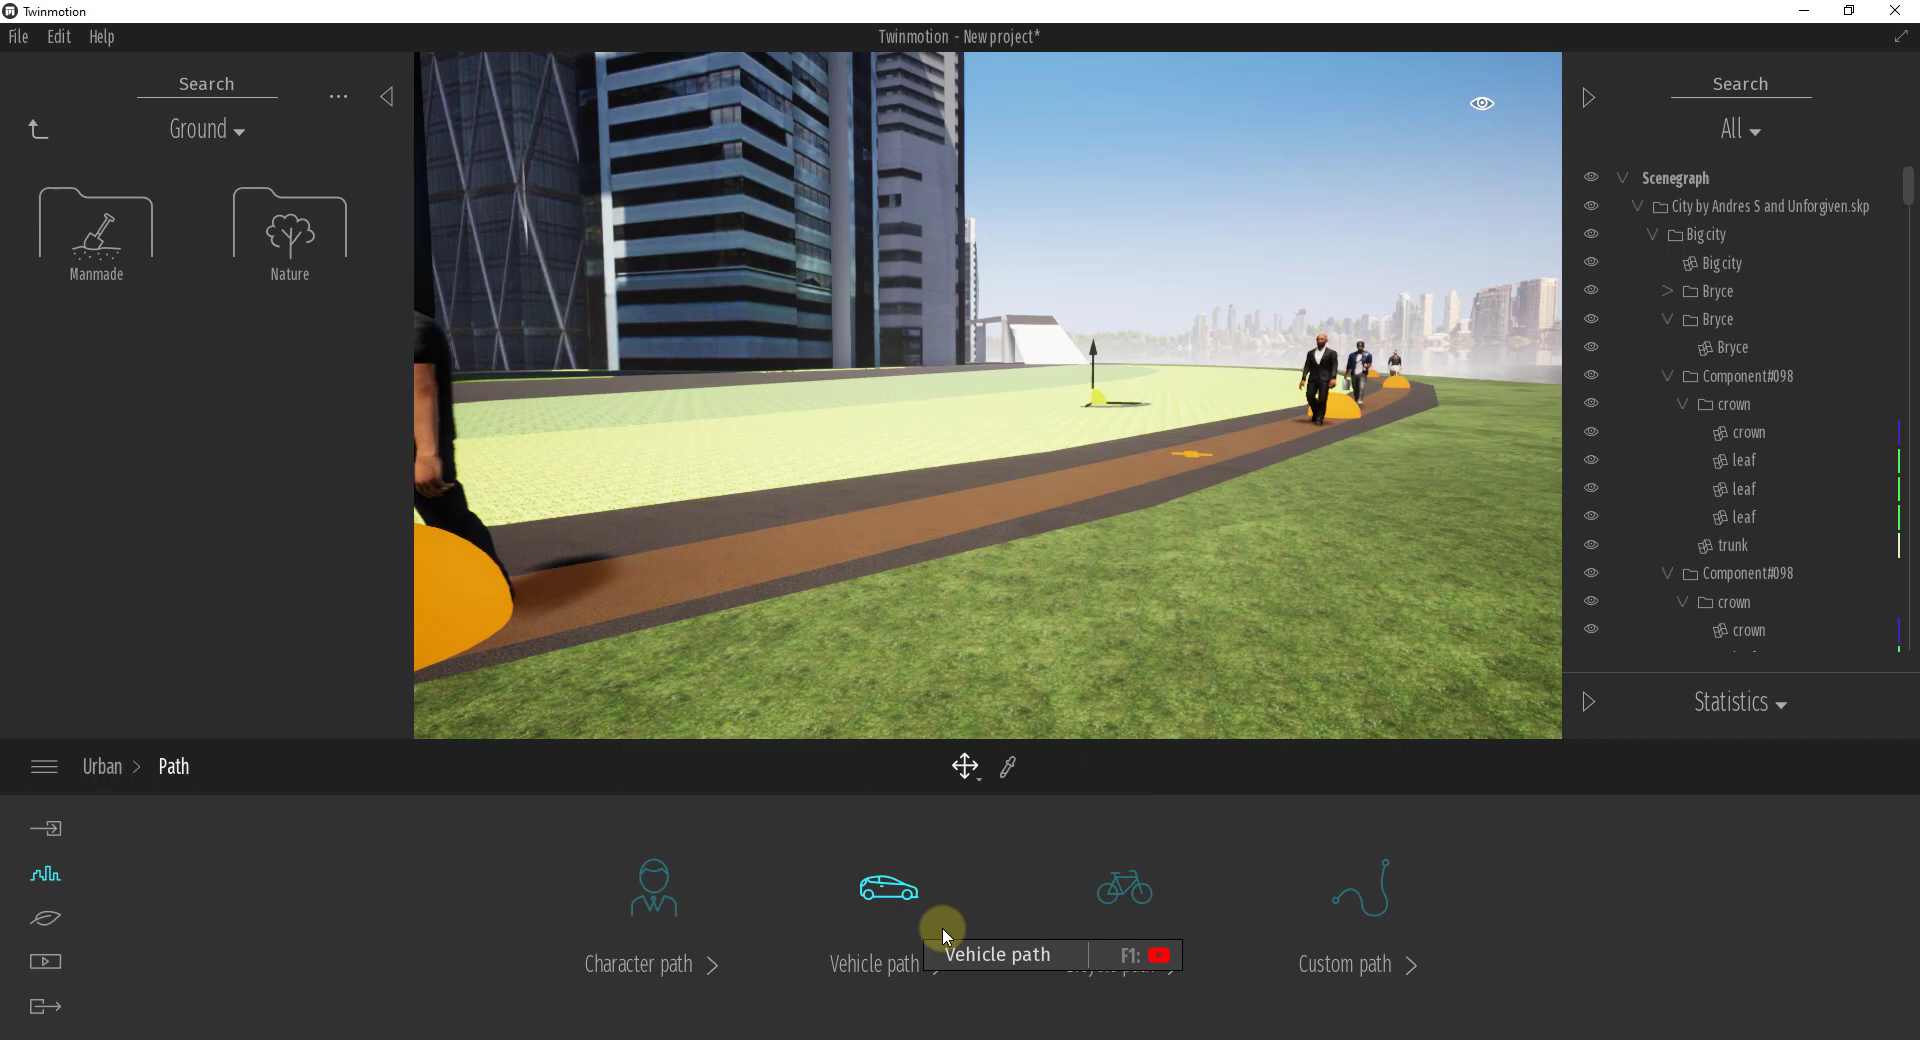 Twinmotion
File Edit Help
Twinmotion - New project*
Search
Ground
Manmade
Nature
Search
All
Scenegraph
City by Andres S and Unforgiven.skp
Big city
Big city
Bryce
Bryce
Bryce
Component#098
crown
crown
leaf
leaf
leaf
trunk
Component#098
crown
crown
Statistics
Urban > Path
Character path
Vehicle path
Vehicle path F1:
Custom path